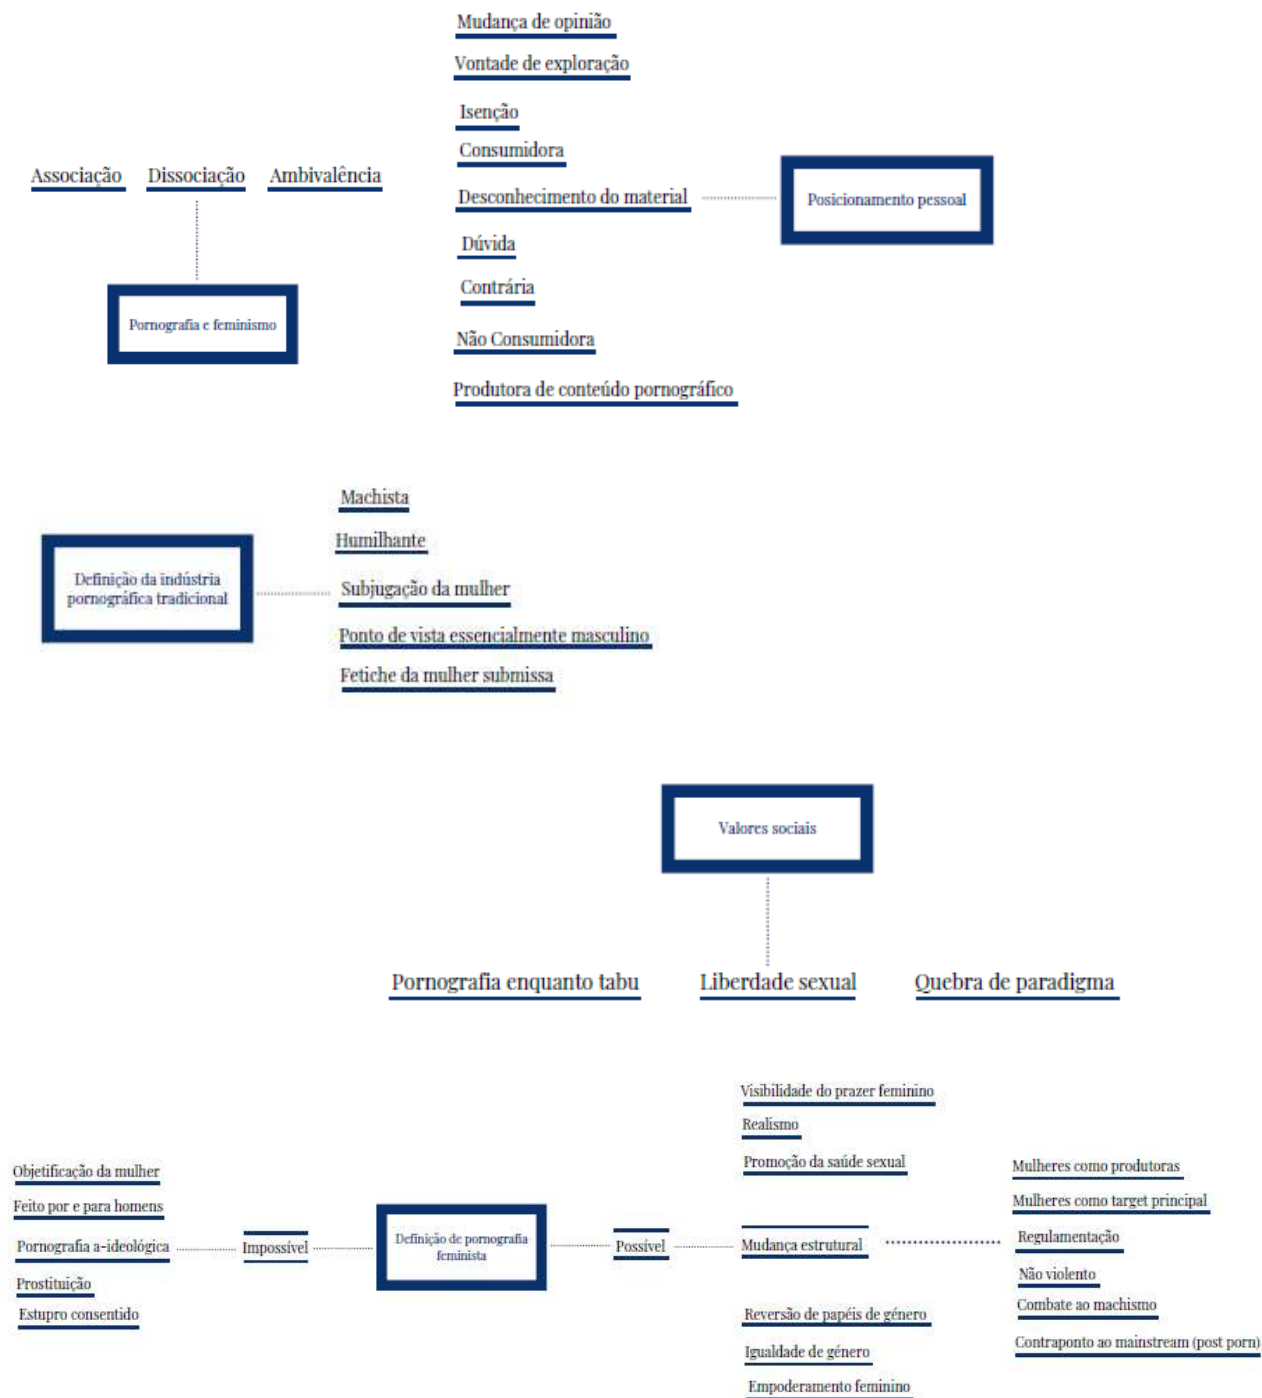 Mudança de opinião
Vontade de exploração
Isenção
Consumidora
Associação
Dissociação
Ambivalência
Desconhecimento do material
Posicionamento pessoal
Dúvida
Contrária
Pornografia e feminismo
Não Consumidora
Produtora de conteúdo pornográfico
Machista
Humilhante
Definição da indústria
pornográfica tradicional
Subjugação da mulher
Ponto de vista essencialmente masculino
Fetiche da mulher submissa
Valores sociais
Pornografia enquanto tabu
Liberdade sexual
Quebra de paradigma
Objetificação da mulher
Feito por e para homens
Pornografia a-ideológica
Prostituição
Estupro consentido
Impossível
Definição de pornografia
feminista
Possível
Visibilidade do prazer feminino
Realismo
Promoção da saúde sexual
Mudança estrutural
Reversão de papéis de género
Igualdade de género
Empoderamento feminino
Mulheres como produtoras
Mulheres como target principal
Regulamentação
Não violento
Combate ao machismo
Contraponto ao mainstream (post porn)